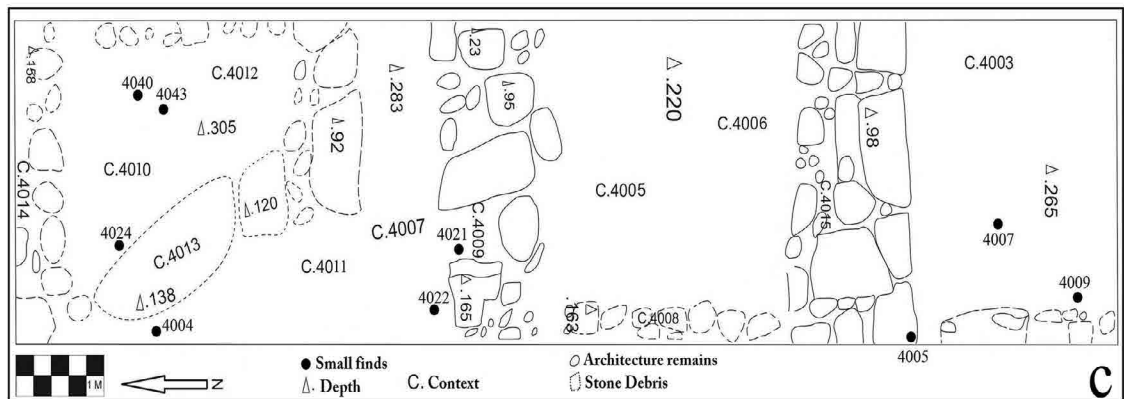 .158
4040
4043
C.4012
.305
C.4010
C.4014
4024
C.4013
.138
4004
.120
.92
.283
C.4007
C.4011
4021
C.4009
4022
.165
.23
.95
.220
C.4006
C.4005
.163
C.4008
C.4015
.98
C.4003
.265
4007
4009
4005
1 M
N
Small finds
Architecture remains
. Depth
C. Context
Stone Debris
C